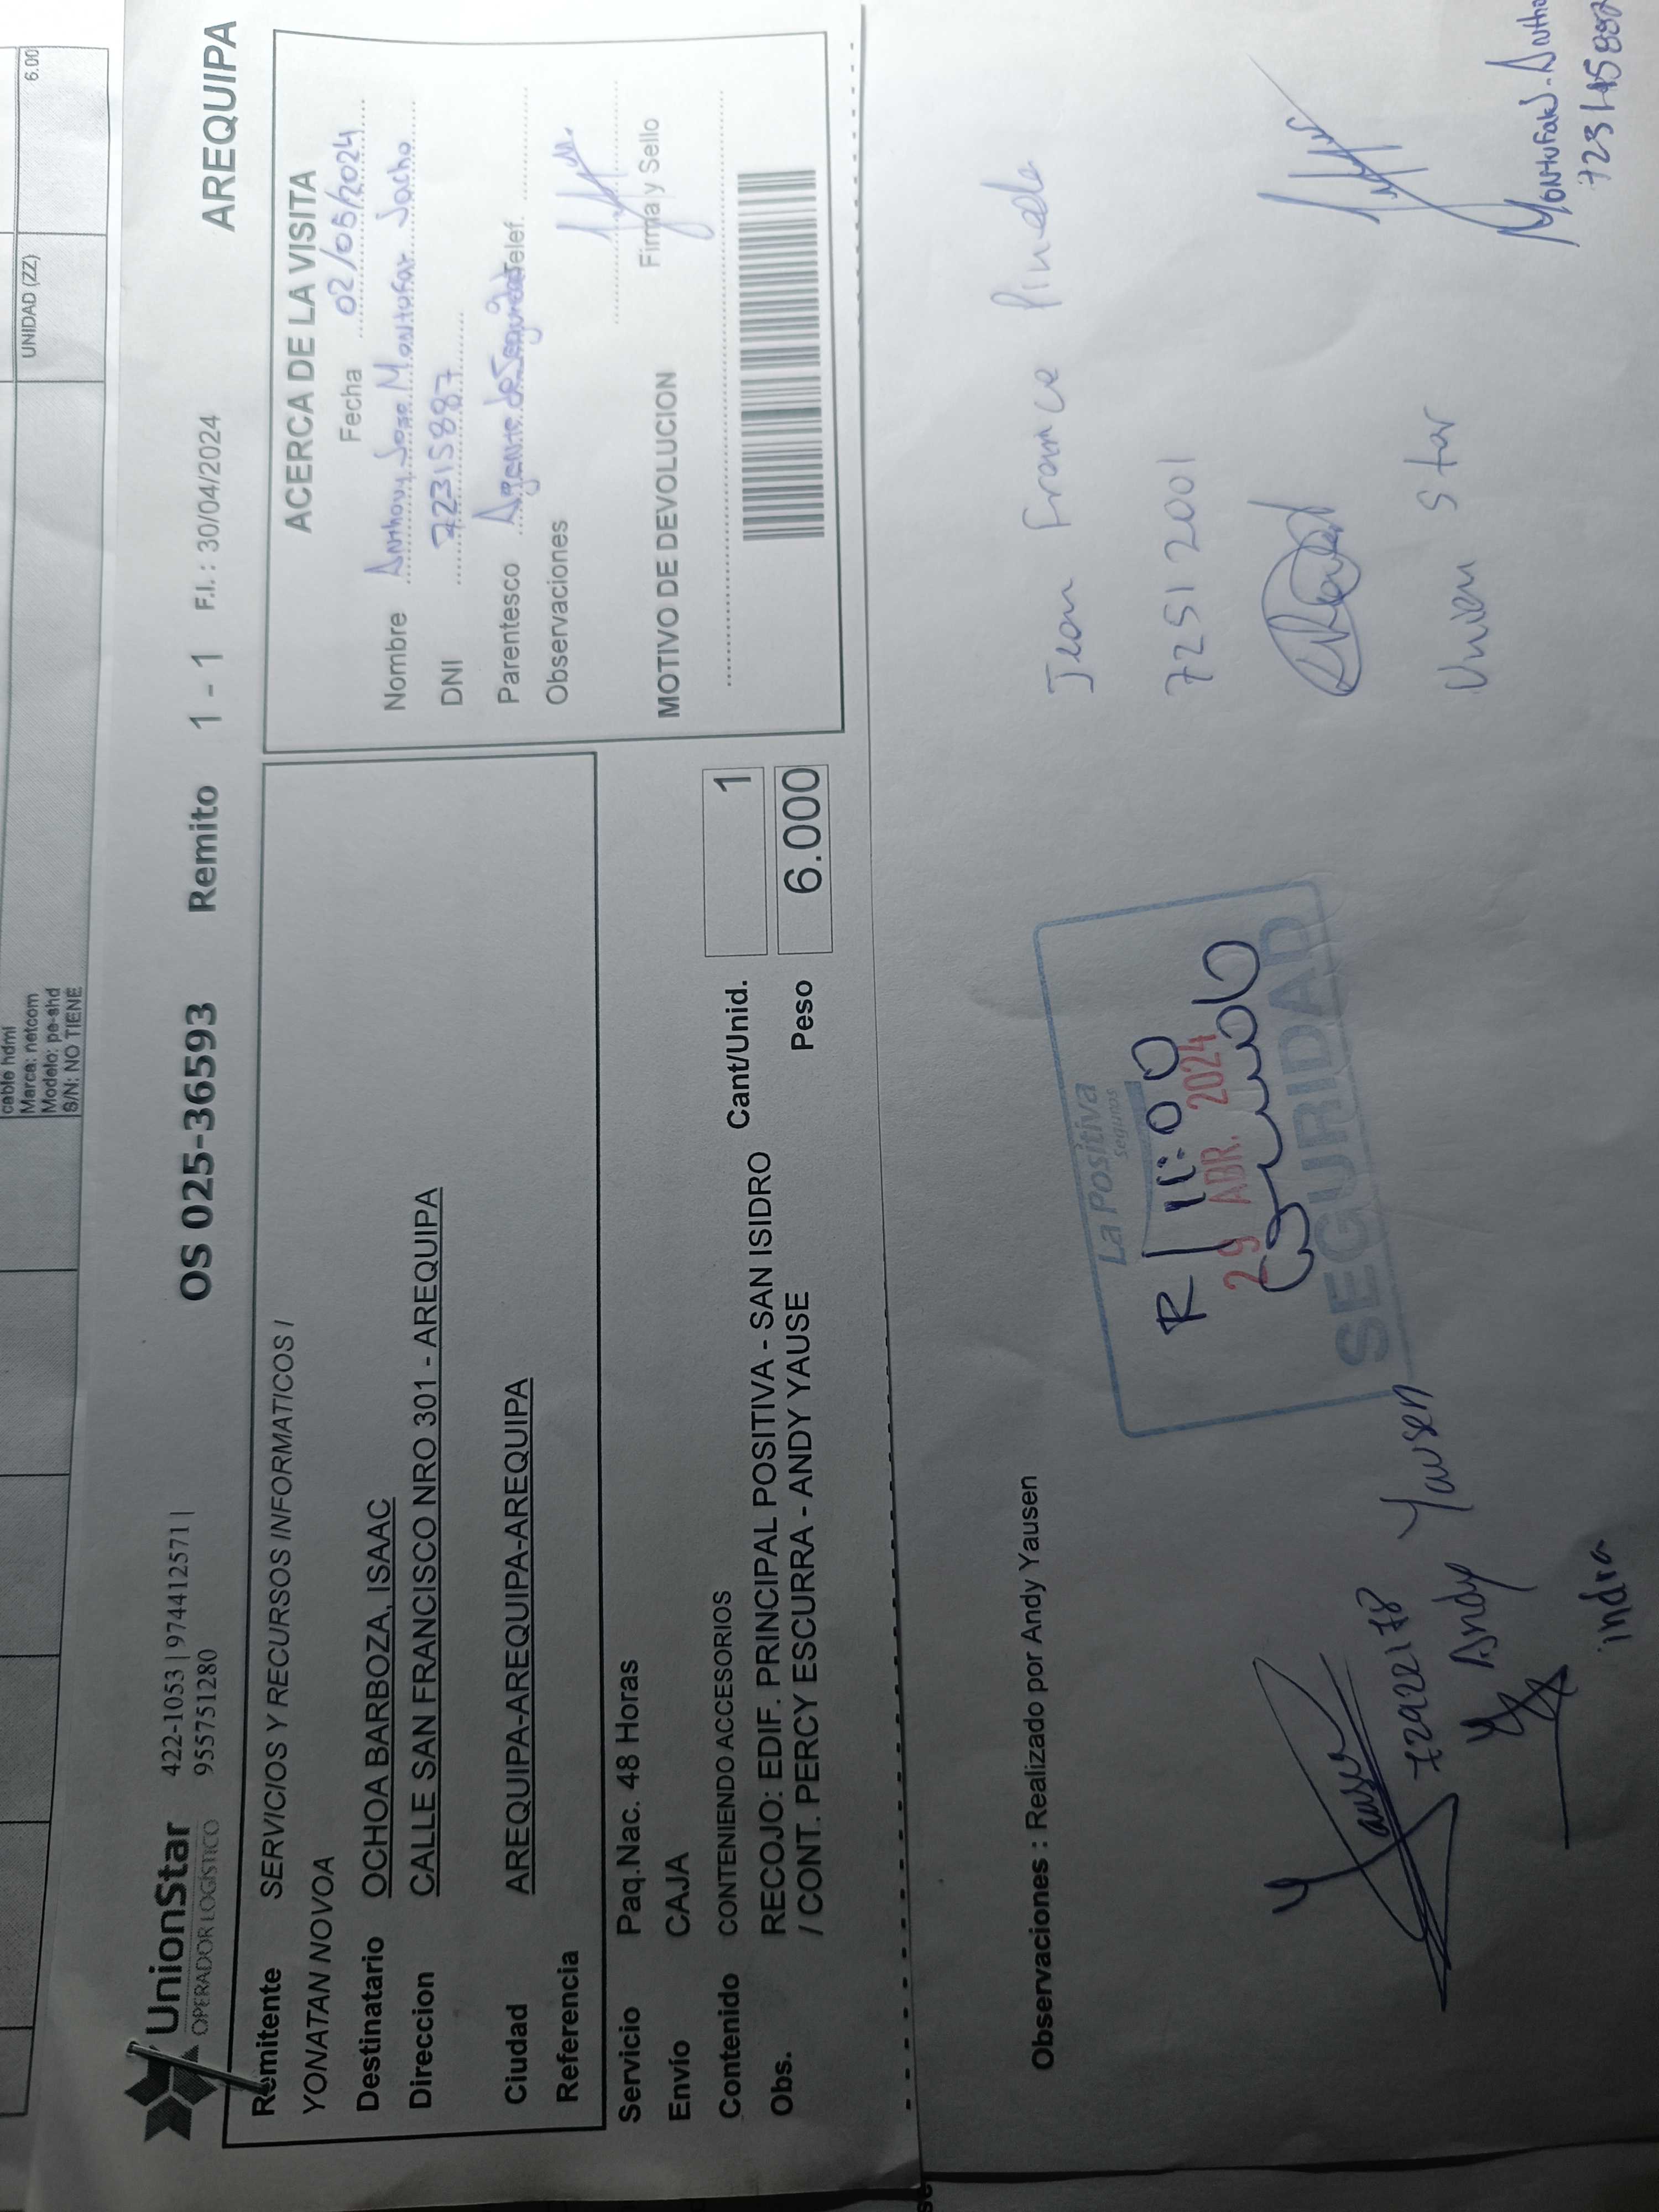 cable hdmi
Marca: netcom
Modelo: pe-shd
S/N: NO TIENE
UNIDAD (ZZ)
6.00
UnionStar
OPERADOR LOGÍSTICO
422-1053 | 974412571 |
955751280
OS 025-36593
Remito 1 - 1 F.I.: 30/04/2024
AREQUIPA
Remitente SERVICIOS Y RECURSOS INFORMATICOS I
YONATAN NOVOA
Destinatario OCHOA BARBOZA, ISAAC
Direccion CALLE SAN FRANCISCO NRO 301 - AREQUIPA
Ciudad AREQUIPA-AREQUIPA-AREQUIPA
Referencia
Servicio Paq.Nac. 48 Horas
Envío CAJA
Contenido CONTENIENDO ACCESORIOS
Obs. RECOJO: EDIF. PRINCIPAL POSITIVA - SAN ISIDRO
/ CONT. PERCY ESCURRA - ANDY YAUSE
Cant/Unid. 1
Peso 6.000
ACERCA DE LA VISITA
Fecha 02/05/2024
Nombre Anthony Jose Montufar Jacho
DNI 72315887
Parentesco Agente de Seguridad Telef.
Observaciones
Firma y Sello
MOTIVO DE DEVOLUCION
Observaciones : Realizado por Andy Yausen
Yausen
72922178
Andy Yausen
indra
La Positiva
seguros
R 11:00
29 ABR. 2024
SEGURIDAD
Jean Franco Pineda
72512001
Union Star
Montufar J. Antho